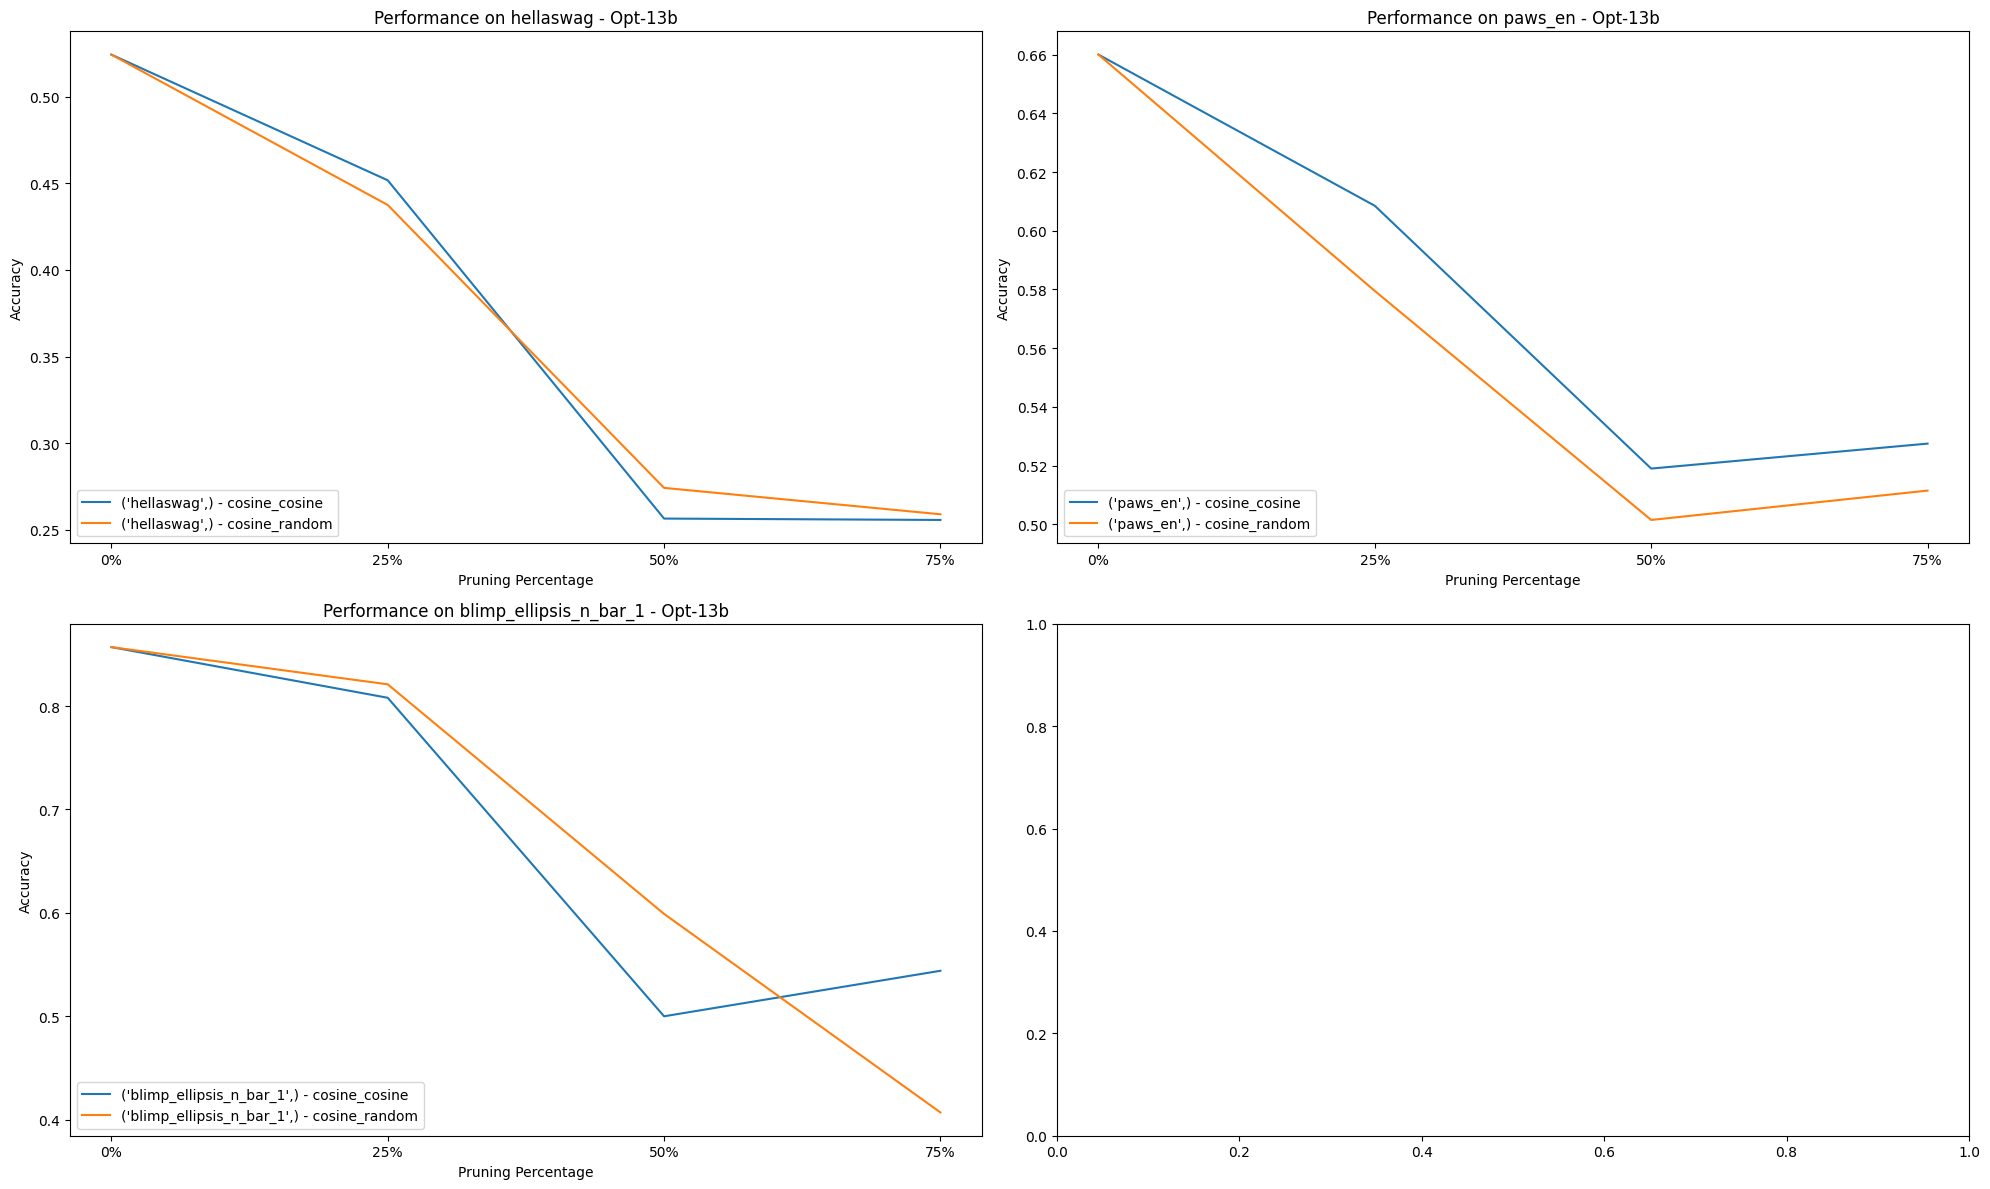 Performance on hellaswag - Opt-13b
Accuracy
0.50
0.45
0.40
0.35
0.30
0.25
('hellaswag',) - cosine_cosine
('hellaswag',) - cosine_random
0% 25% 50% 75%
Pruning Percentage
Performance on paws_en - Opt-13b
Accuracy
0.66
0.64
0.62
0.60
0.58
0.56
0.54
0.52
0.50
('paws_en',) - cosine_cosine
('paws_en',) - cosine_random
0% 25% 50% 75%
Pruning Percentage
Performance on blimp_ellipsis_n_bar_1 - Opt-13b
Accuracy
0.8
0.7
0.6
0.5
0.4
('blimp_ellipsis_n_bar_1',) - cosine_cosine
('blimp_ellipsis_n_bar_1',) - cosine_random
0% 25% 50% 75%
Pruning Percentage
1.0
0.8
0.6
0.4
0.2
0.0
0.0 0.2 0.4 0.6 0.8 1.0